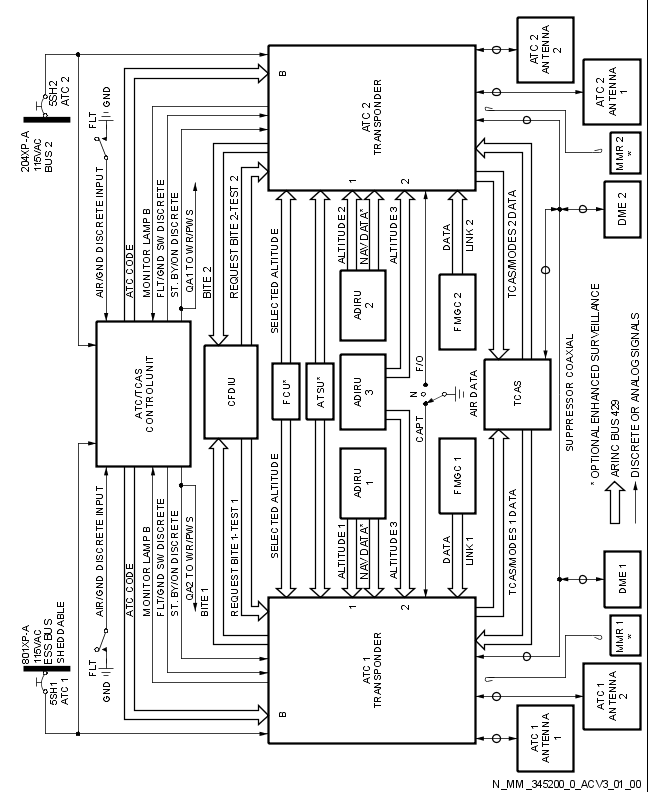 801XP-A
115VAC
ESS BUS
SHEDDABLE
5SH1
ATC 1
204XP-A
115VAC
BUS 2
5SH2
ATC 2
FLT
GND
AIR/GND DISCRETE INPUT
ATC CODE
MONITOR LAMP B
FLT/GND SW DISCRETE
ST.BY/ON DISCRETE
QA2 TO WR/PWS
ATC/TCAS
CONTROLUNIT
FLT
GND
AIR/GND DISCRETE INPUT
ATC CODE
MONITOR LAMP B
FLT/GND SW DISCRETE
ST.BY/ON DISCRETE
QA1 TO WR/PWS
BITE 1
REQUEST BITE 1-TEST 1
CFDIU
BITE 2
REQUEST BITE 2-TEST 2
B
B
SELECTED ALTITUDE
FCU*
SELECTED ALTITUDE
ATSU*
ATC 1
TRANSPONDER
1
2
ALTITUDE 1
NAV.DATA*
ALTITUDE3
ADIRU
1
ADIRU
3
ADIRU
2
ALTITUDE 2
NAV.DATA*
ALTITUDE3
1
2
ATC 2
TRANSPONDER
CAPT
N
F/O
AIR DATA
DATA
LINK 1
FMGC 1
FMGC 2
DATA
LINK 2
TCAS/MODES 1 DATA
TCAS
TCAS/MODES 2 DATA
SUPPRESSOR COAXIAL
ATC 1
ANTENNA
1
ATC 1
ANTENNA
2
MMR 1
*
DME 1
* OPTIONAL ENHANCED SURVEILLANCE
ARINC BUS 429
DISCRETE OR ANALOG SIGNALS
DME 2
MMR 2
*
ATC 2
ANTENNA
1
ATC 2
ANTENNA
2
N_MM_345200_0_ACV3_01_00